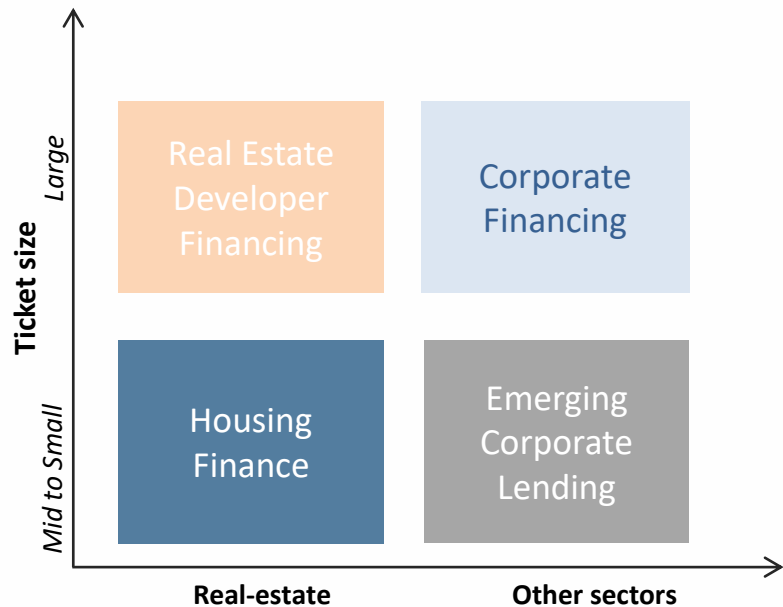 Ticket size
Large
Mid to Small
Real Estate
Developer
Financing
Corporate
Financing
Housing
Finance
Emerging
Corporate
Lending
Real-estate
Other sectors